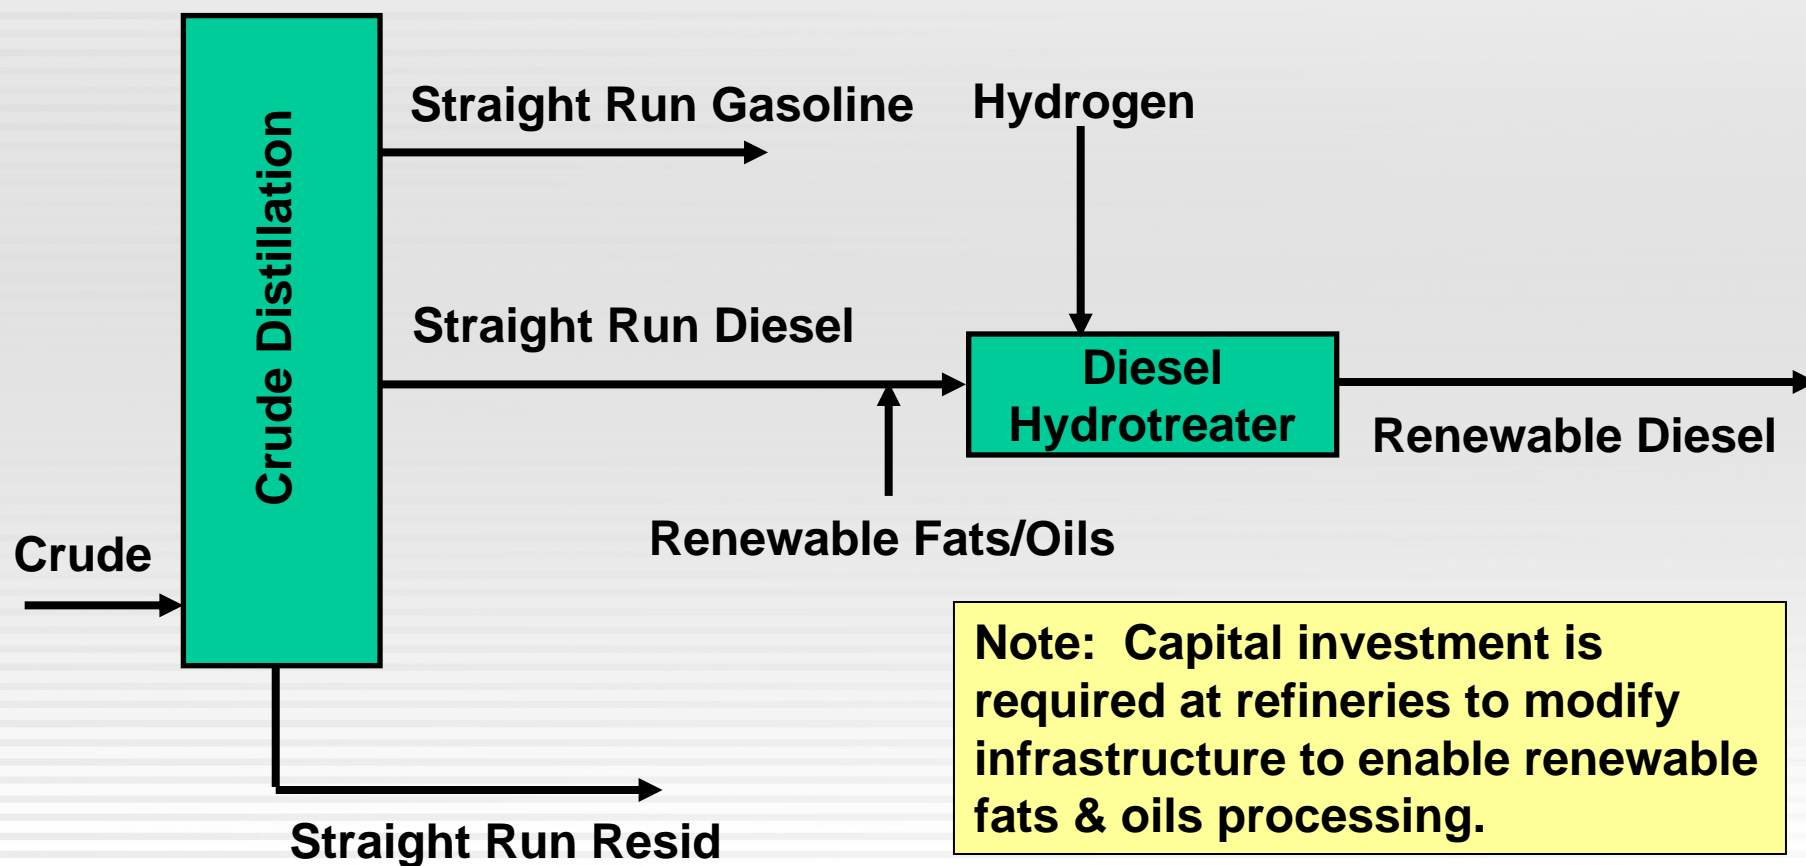 Straight Run Gasoline
Hydrogen
Crude Distillation
Straight Run Diesel
Diesel
Hydrotreater
Renewable Diesel
Renewable Fats/Oils
Crude
Note:  Capital investment is
required at refineries to modify
infrastructure to enable renewable
fats & oils processing.
Straight Run Resid